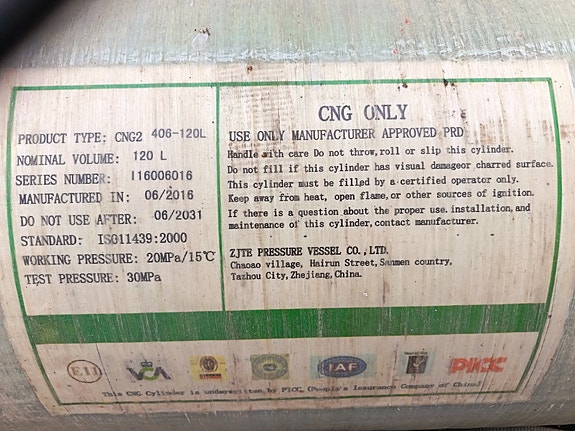 PRODUCT TYPE: CNG2 406-120L
NOMINAL VOLUME: 120 L
SERIES NUMBER: I16006016
MANUFACTURED IN: 06/2016
DO NOT USE AFTER: 06/2031
STANDARD: ISO11439:2000
WORKING PRESSURE: 20MPa/15℃
TEST PRESSURE: 30MPa
CNG ONLY
USE ONLY MANUFACTURER APPROVED PRD
Handle with care Do not throw, roll or slip this cylinder.
Do not fill if this cylinder has visual damageor charred surface.
This cylinder must be filled by a certified operator only.
Keep away from heat, open flame, or other sources of ignition.
If there is a question about the proper use, installation, and
maintenance of this cylinder, contact manufacturer.
ZJTE PRESSURE VESSEL CO., LTD.
Chaoao village, Hairun Street, Sanmen country,
Tazhou City, Zhejiang, China.
E11 VCA IAF PICC
This CNG Cylinder is underwritten by PICC, (People's Insurance Company of China)